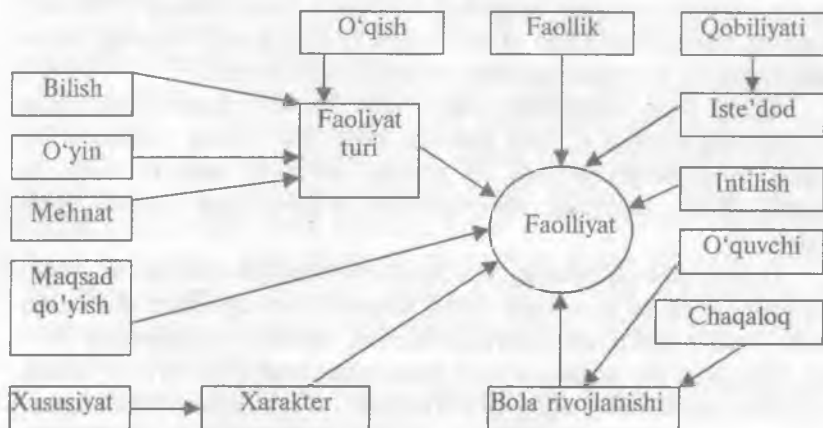 O‘qish
Faollik
Qobiliyati
Bilish
Faoliyat
turi
Iste’dod
O‘yin
Intilish
Mehnat
Faolliyat
O‘quvchi
Maqsad
qo’yish
Chaqaloq
Xususiyat
Xarakter
Bola rivojlanishi